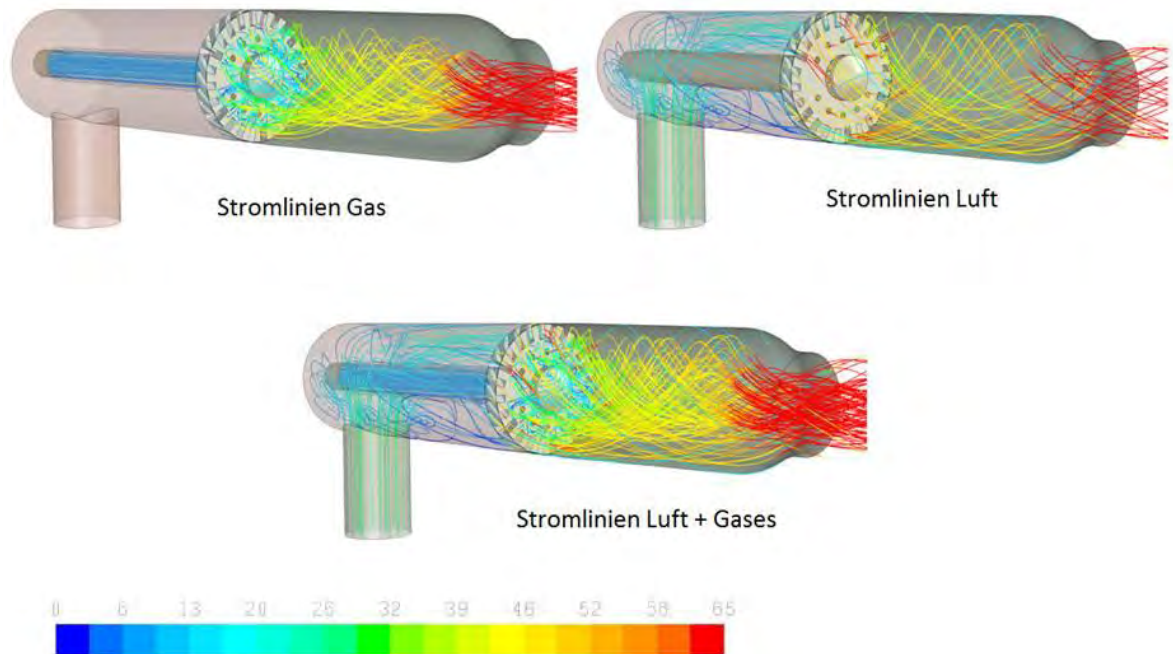 Stromlinien Gas
Stromlinien Luft
Stromlinien Luft + Gases
0 6 13 20 26 32 39 46 52 58 65